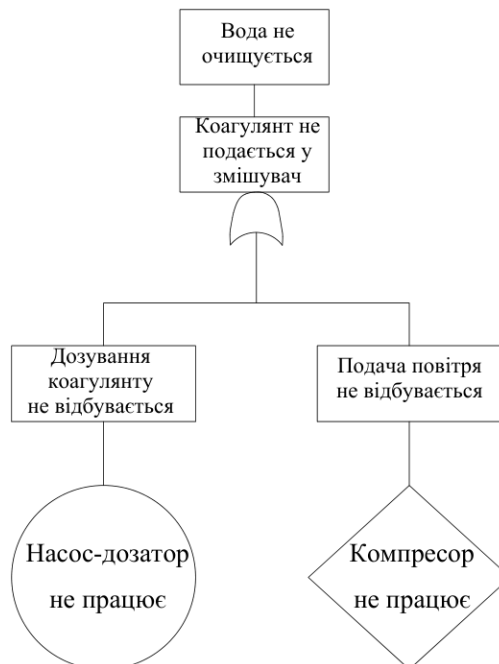 Вода не
очищується
Коагулянт не
подається у
змішувач
Дозування
коагулянту
не відбувається
Подача повітря
не відбувається
Насос-дозатор
не працює
Компресор
не працює